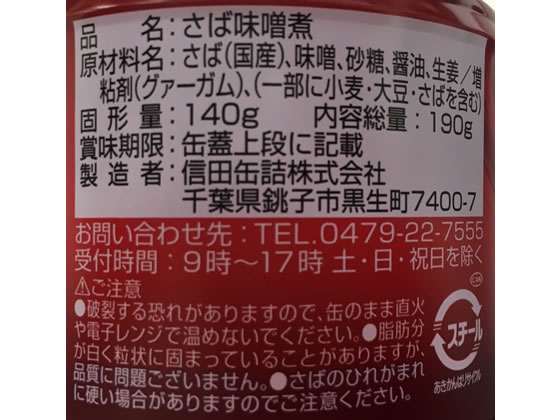 品名:さば味噌煮
原材料名:さば(国産)、味噌、砂糖、醤油、生姜/増
粘剤(グァーガム)、(一部に小麦・大豆・さばを含む)
固形量:140g 内容総量:190g
賞味期限:缶蓋上段に記載
製造者:信田缶詰株式会社
千葉県銚子市黒生町7400-7
お問い合わせ先:TEL.0479-22-7555
受付時間:9時〜17時 土・日・祝日を除く
⚠ご注意
●破裂する恐れがありますので、缶のまま直火
や電子レンジで温めないでください。●脂肪分
が白く粒状に固まっていることがありますが、
品質に問題ございません。●さばのひれがまれ
に硬い場合がありますのでご注意ください。
スチール
あきかんはリサイクル